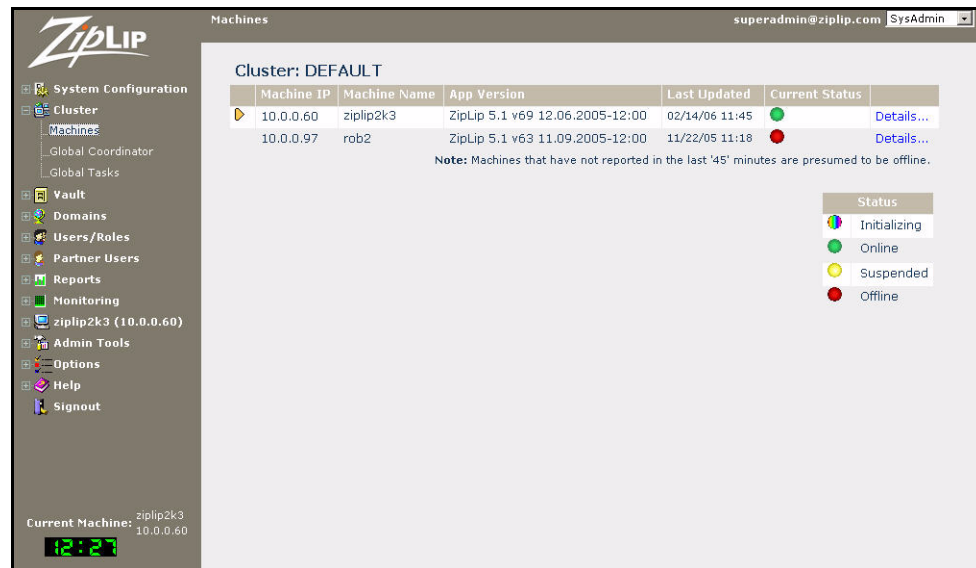 ZipLip
Machines
superadmin@ziplip.com SysAdmin
System Configuration
Cluster
Machines
Global Coordinator
Global Tasks
Vault
Domains
Users/Roles
Partner Users
Reports
Monitoring
ziplip2k3 (10.0.0.60)
Admin Tools
Options
Help
Signout
Current Machine: ziplip2k3
10.0.0.60
12:27
Cluster: DEFAULT
Machine IP Machine Name App Version Last Updated Current Status
10.0.0.60 ziplip2k3 ZipLip 5.1 v69 12.06.2005-12:00 02/14/06 11:45 Details...
10.0.0.97 rob2 ZipLip 5.1 v63 11.09.2005-12:00 11/22/05 11:18 Details...
Note: Machines that have not reported in the last '45' minutes are presumed to be offline.
Status
Initializing
Online
Suspended
Offline